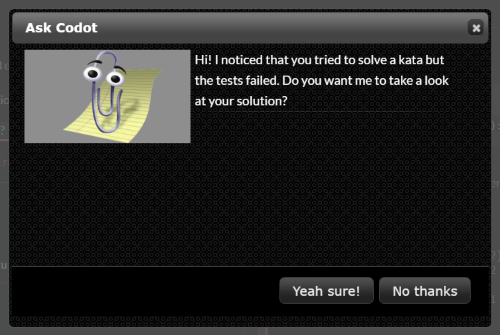 Ask Codot
Hi! I noticed that you tried to solve a kata but
the tests failed. Do you want me to take a look
at your solution?
Yeah sure!
No thanks